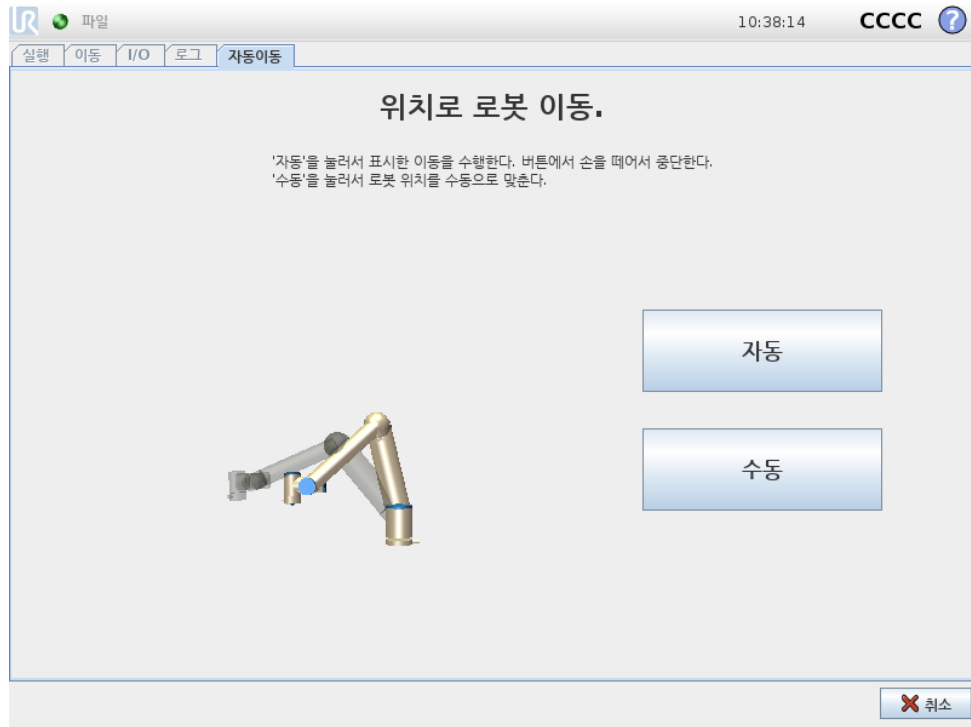 UR 파일 10:38:14 CCCC ?
실행 이동 I/O 로그 자동이동
위치로 로봇 이동.
'자동'을 눌러서 표시한 이동을 수행한다. 버튼에서 손을 떼어서 중단한다.
'수동'을 눌러서 로봇 위치를 수동으로 맞춘다.
자동
수동
취소